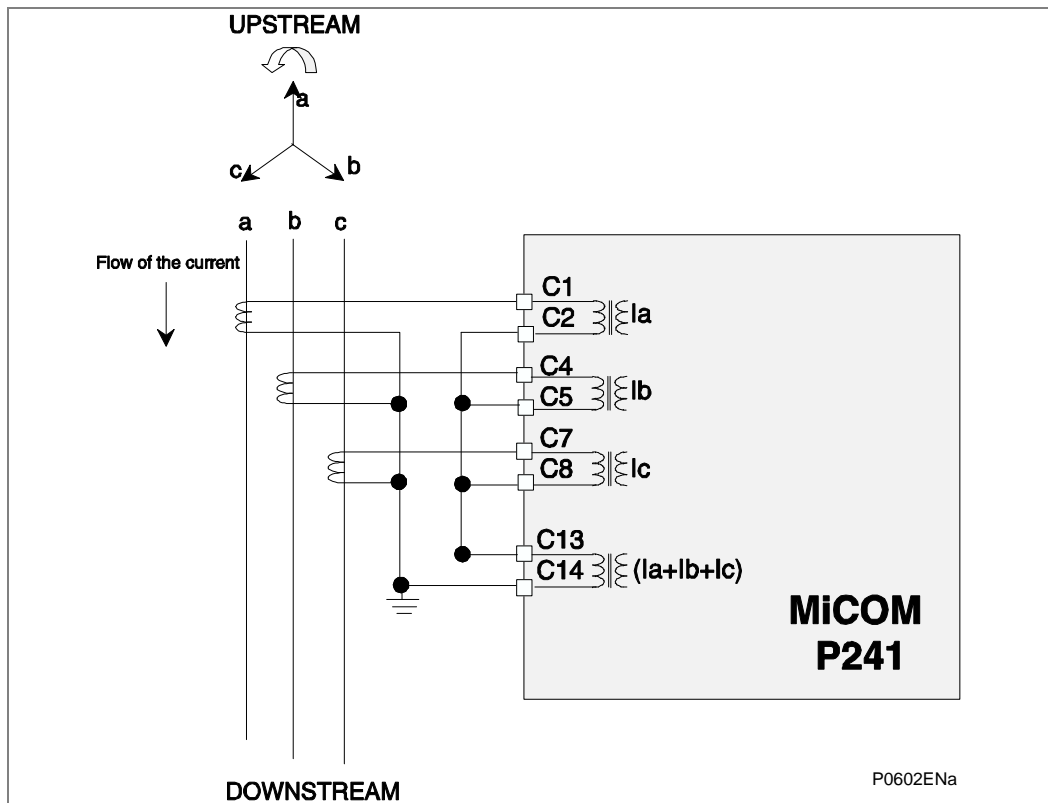 UPSTREAM
a
c
b
a b c
Flow of the current
C1
C2
Ia
C4
C5
Ib
C7
C8
Ic
C13
C14
(Ia+Ib+Ic)
MiCOM
P241
P0602ENa
DOWNSTREAM